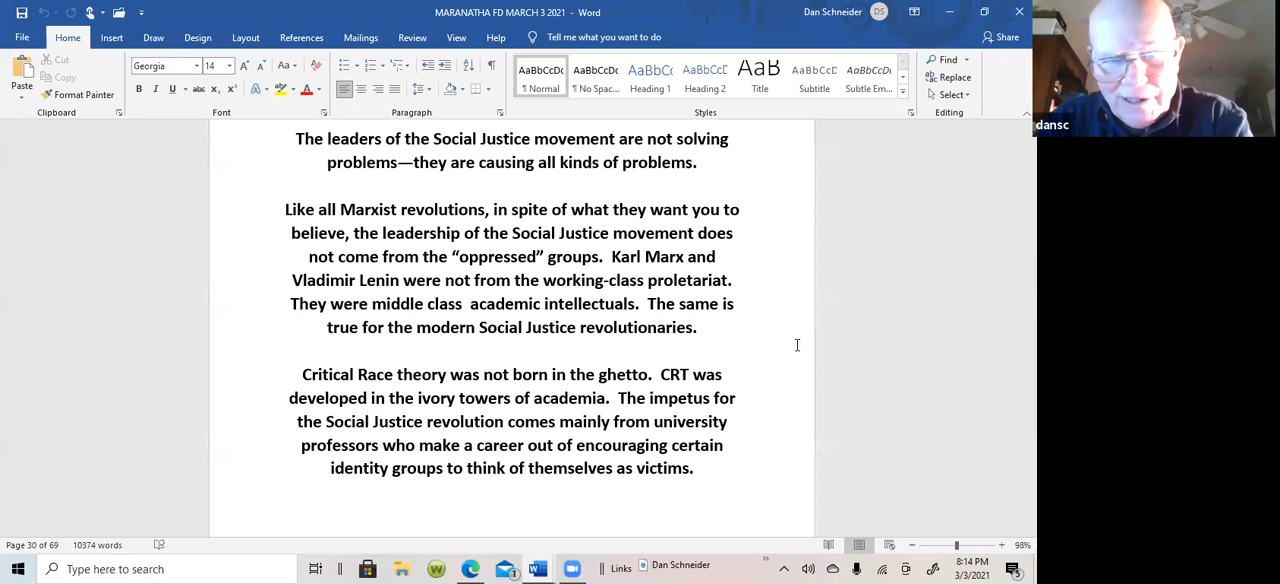 MARANATHA FD MARCH 3 2021 - Word
Dan Schneider
DS
File Home Insert Draw Design Layout References Mailings Review View Help Tell me what you want to do
Share
Paste
Cut
Copy
Format Painter
Georgia 14
Aa
AaBbCcDc AaBbCcDc AaBbCc AaBbCcD AaB AaBbCcD AaBbCcDc
¶ Normal ¶ No Spac... Heading 1 Heading 2 Title Subtitle Subtle Em...
Find
Replace
Select
Clipboard Font Paragraph Styles Editing
dansc
The leaders of the Social Justice movement are not solving
problems—they are causing all kinds of problems.
Like all Marxist revolutions, in spite of what they want you to
believe, the leadership of the Social Justice movement does
not come from the “oppressed” groups. Karl Marx and
Vladimir Lenin were not from the working-class proletariat.
They were middle class academic intellectuals. The same is
true for the modern Social Justice revolutionaries.
Critical Race theory was not born in the ghetto. CRT was
developed in the ivory towers of academia. The impetus for
the Social Justice revolution comes mainly from university
professors who make a career out of encouraging certain
identity groups to think of themselves as victims.
Page 30 of 69 10374 words
98%
Type here to search
Links
Dan Schneider
8:14 PM
3/3/2021